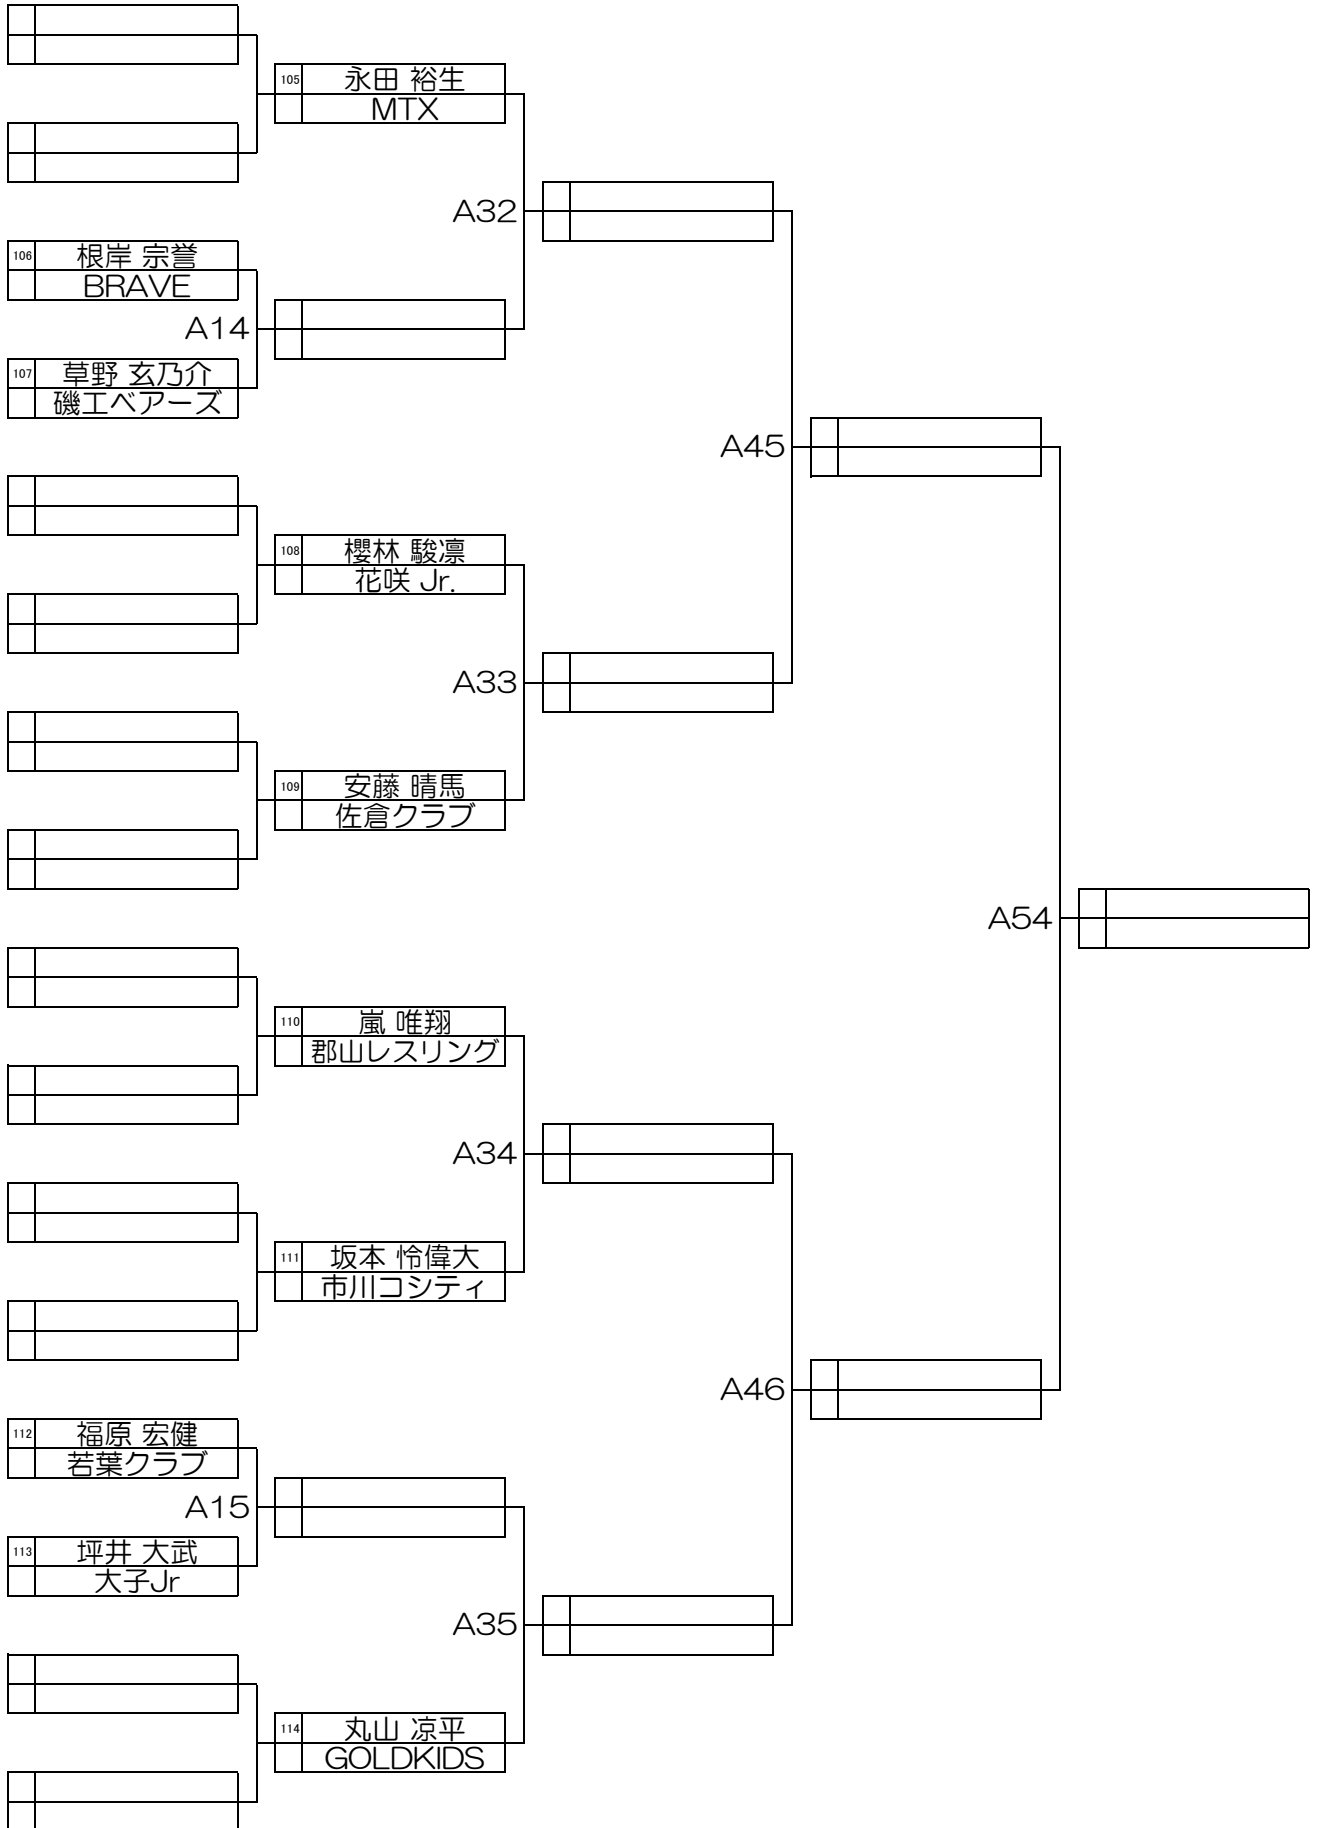 105 永田 裕生
MTX
A32
106 根岸 宗誉
BRAVE
A14
107 草野 玄乃介
磯工ベアーズ
A45
108 櫻林 駿凛
花咲 Jr.
A33
109 安藤 晴馬
佐倉クラブ
A54
110 嵐 唯翔
郡山レスリング
A34
111 坂本 怜偉大
市川コシティ
A46
112 福原 宏健
若葉クラブ
A15
113 坪井 大武
大子Jr
A35
114 丸山 凉平
GOLDKIDS